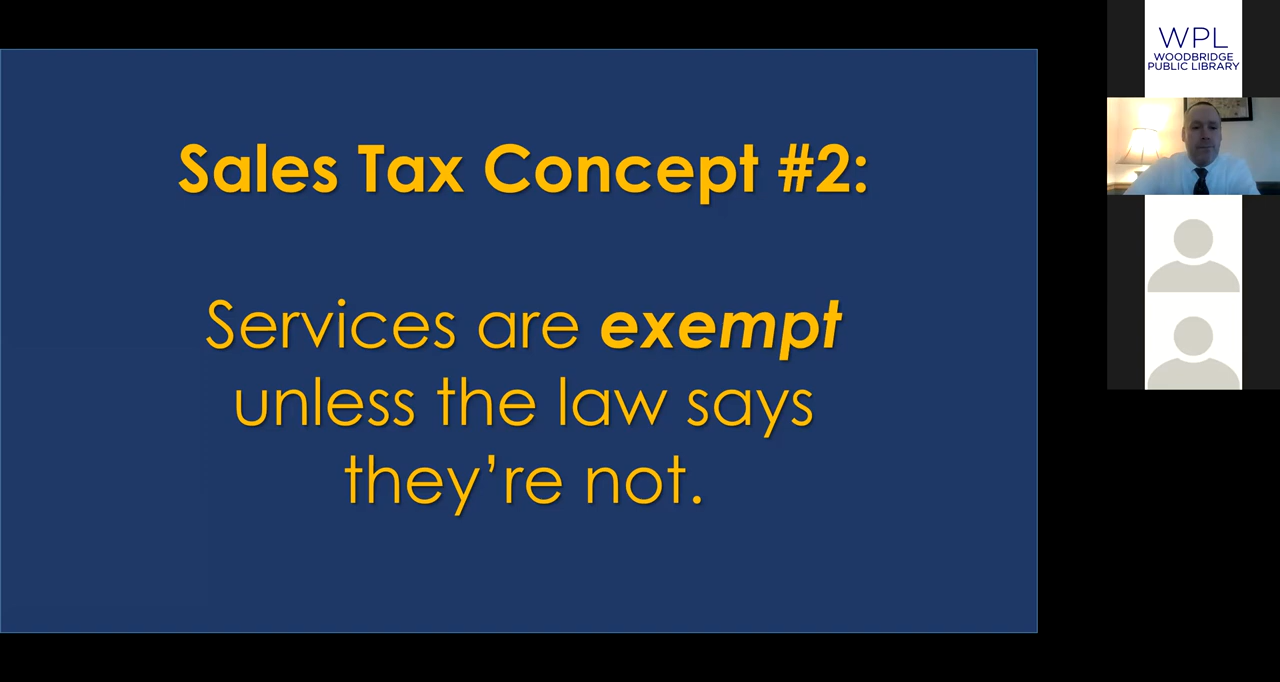 Sales Tax Concept #2:
Services are exempt
unless the law says
they’re not.
WPL
WOODBRIDGE
PUBLIC LIBRARY